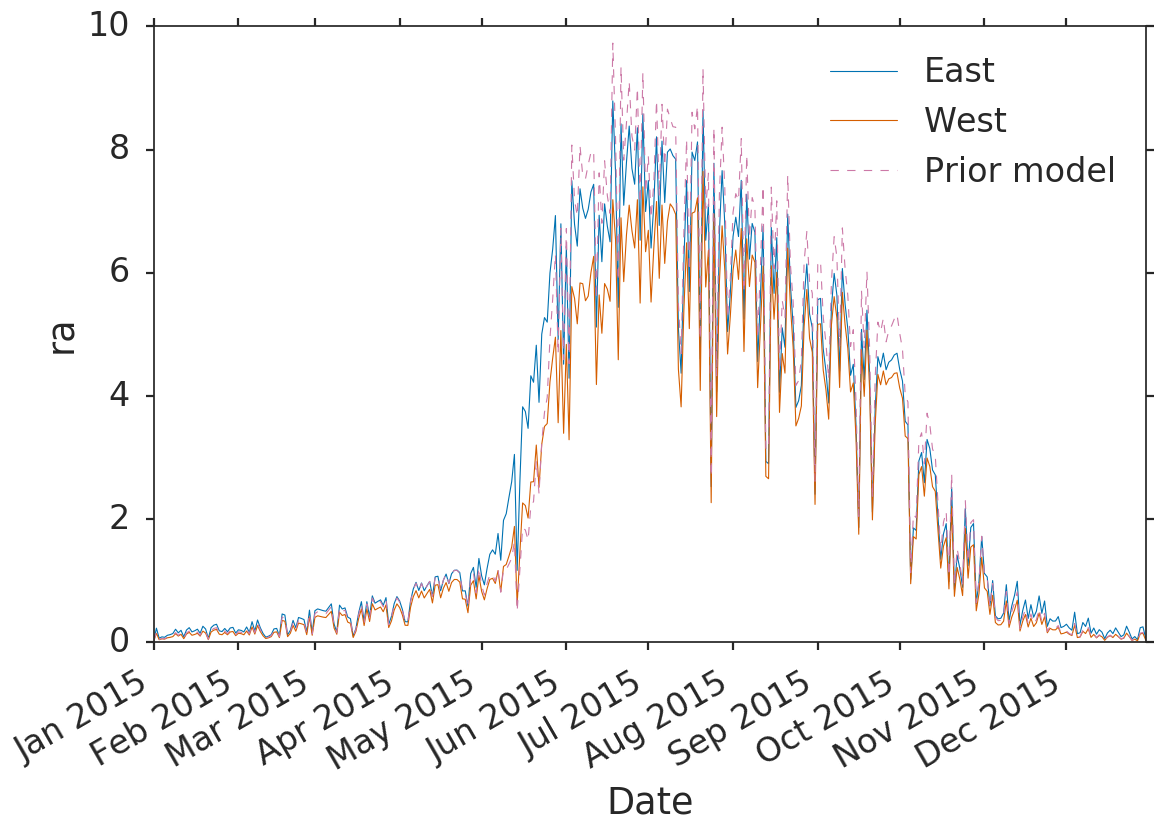 10
8
6
4
2
0
ra
East
West
Prior model
Jan 2015
Feb 2015
Mar 2015
Apr 2015
May 2015
Jun 2015
Jul 2015
Aug 2015
Sep 2015
Oct 2015
Nov 2015
Dec 2015
Date